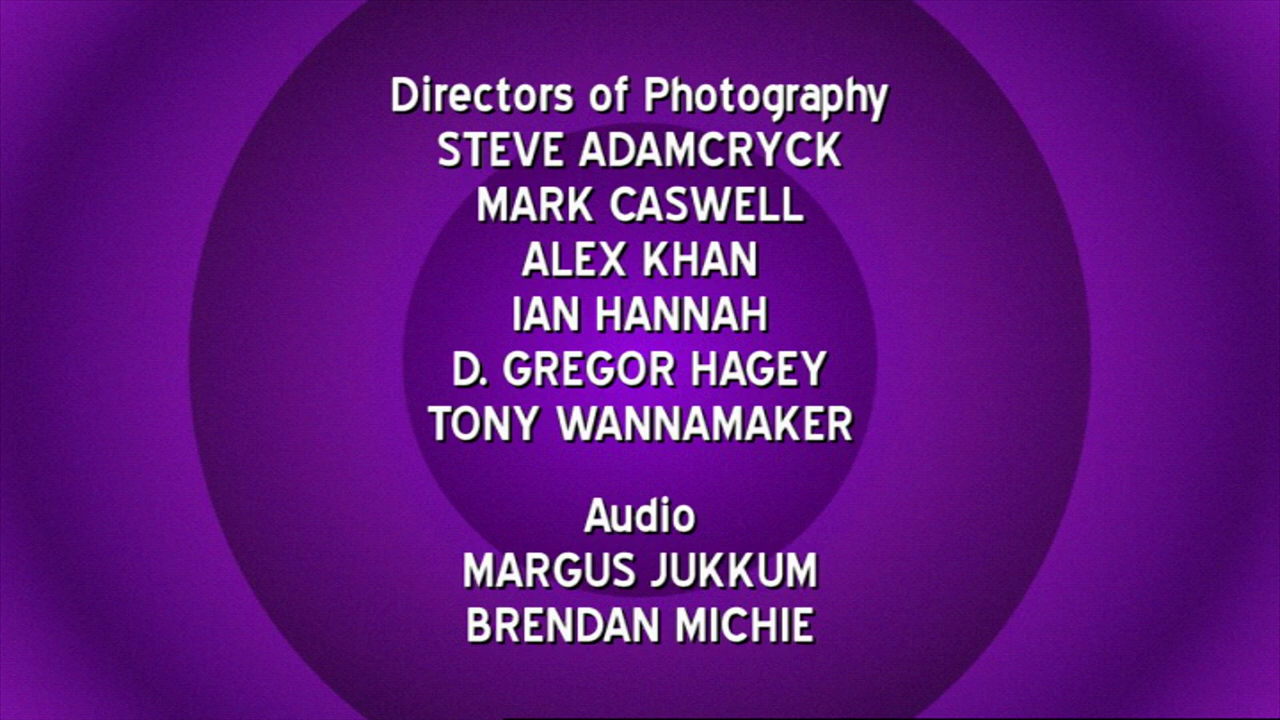 Directors of Photography
STEVE ADAMCRYCK
MARK CASWELL
ALEX KHAN
IAN HANNAH
D. GREGOR HAGEY
TONY WANNAMAKER
Audio
MARGUS JUKKUM
BRENDAN MICHIE